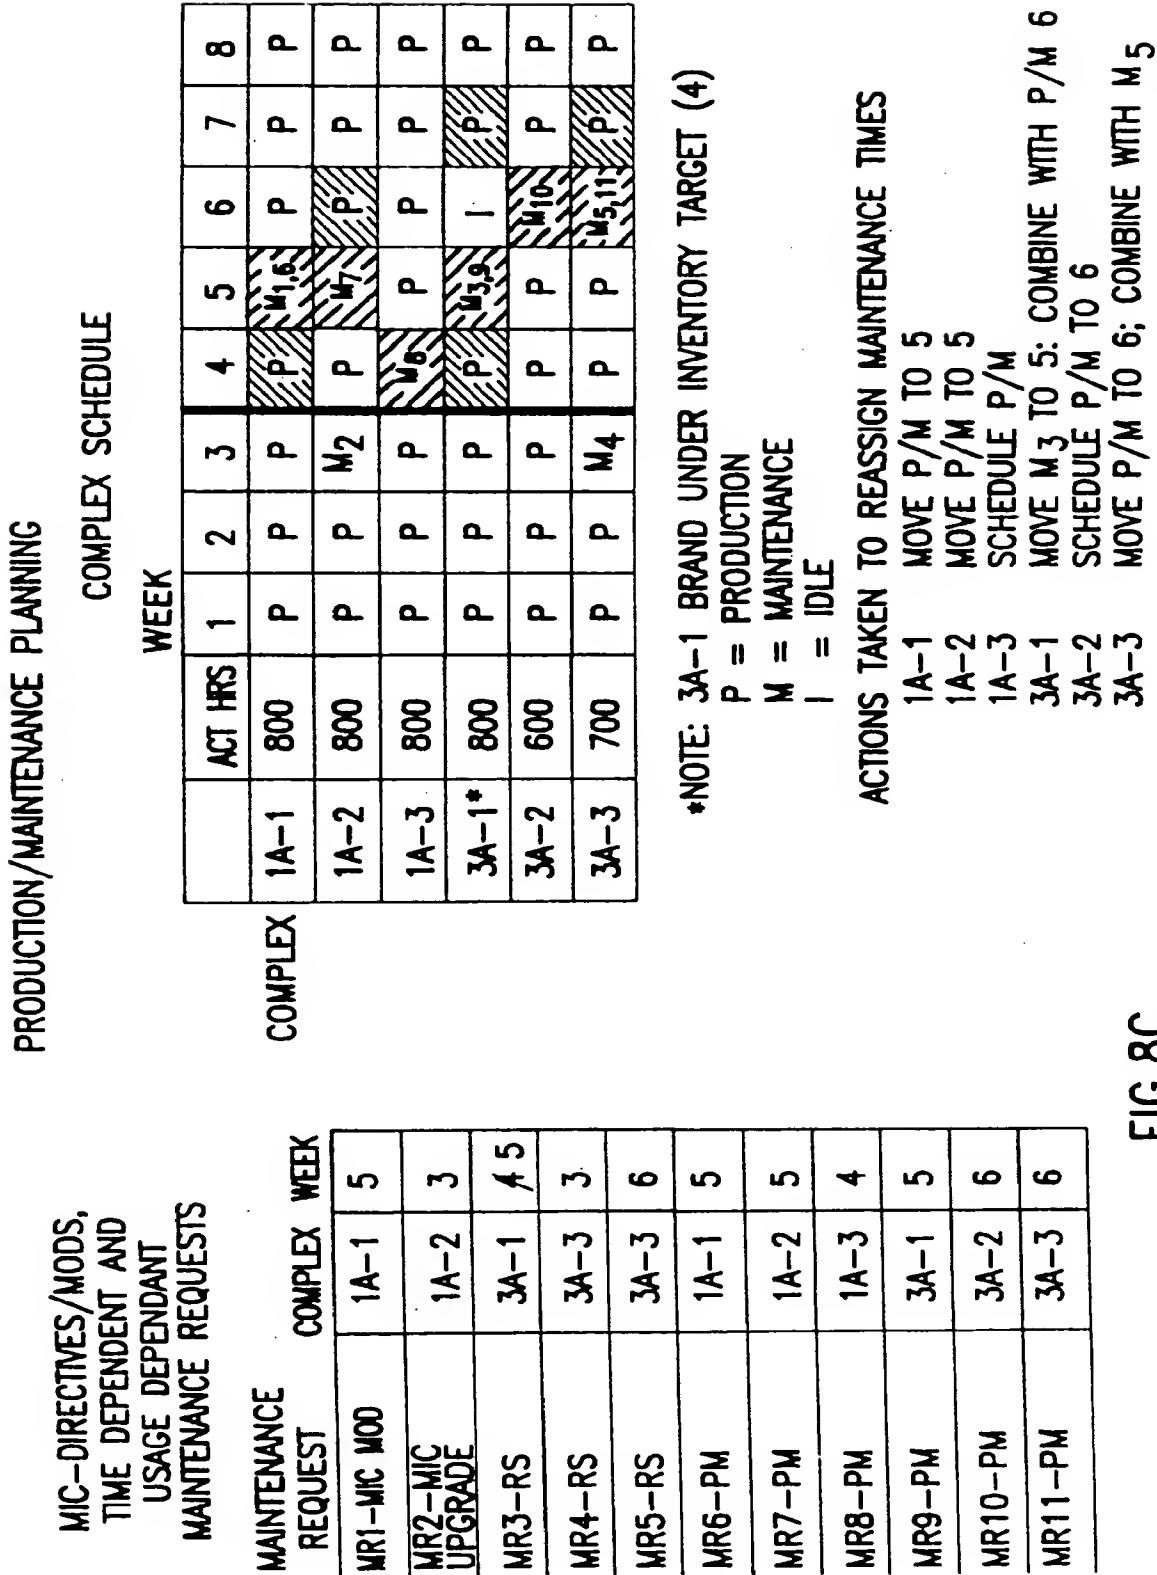 PRODUCTION/MAINTENANCE PLANNING
MIC-DIRECTIVES/MODS,
TIME DEPENDENT AND
USAGE DEPENDANT
MAINTENANCE REQUESTS
MAINTENANCE
REQUEST COMPLEX WEEK
MR1-MIC MOD 1A-1 5
MR2-MIC UPGRADE 1A-2 3
MR3-RS 3A-1 4 5
MR4-RS 3A-3 3
MR5-RS 3A-3 6
MR6-PM 1A-1 5
MR7-PM 1A-2 5
MR8-PM 1A-3 4
MR9-PM 3A-1 5
MR10-PM 3A-2 6
MR11-PM 3A-3 6
COMPLEX SCHEDULE
WEEK
ACT HRS 1 2 3 4 5 6 7 8
COMPLEX 1A-1 800 P P P P M1,6 P P P
1A-2 800 P P M2 P M7 P P P
1A-3 800 P P P M8 P P P P
3A-1* 800 P P P P M3,9 I P P
3A-2 600 P P P P P M10 P P
3A-3 700 P P M4 P P M5,11 P P
*NOTE: 3A-1 BRAND UNDER INVENTORY TARGET (4)
P = PRODUCTION
M = MAINTENANCE
I = IDLE
ACTIONS TAKEN TO REASSIGN MAINTENANCE TIMES
1A-1 MOVE P/M TO 5
1A-2 MOVE P/M TO 5
1A-3 SCHEDULE P/M
3A-1 MOVE M3 TO 5: COMBINE WITH P/M 6
3A-2 SCHEDULE P/M TO 6
3A-3 MOVE P/M TO 6; COMBINE WITH M5
FIG.8C